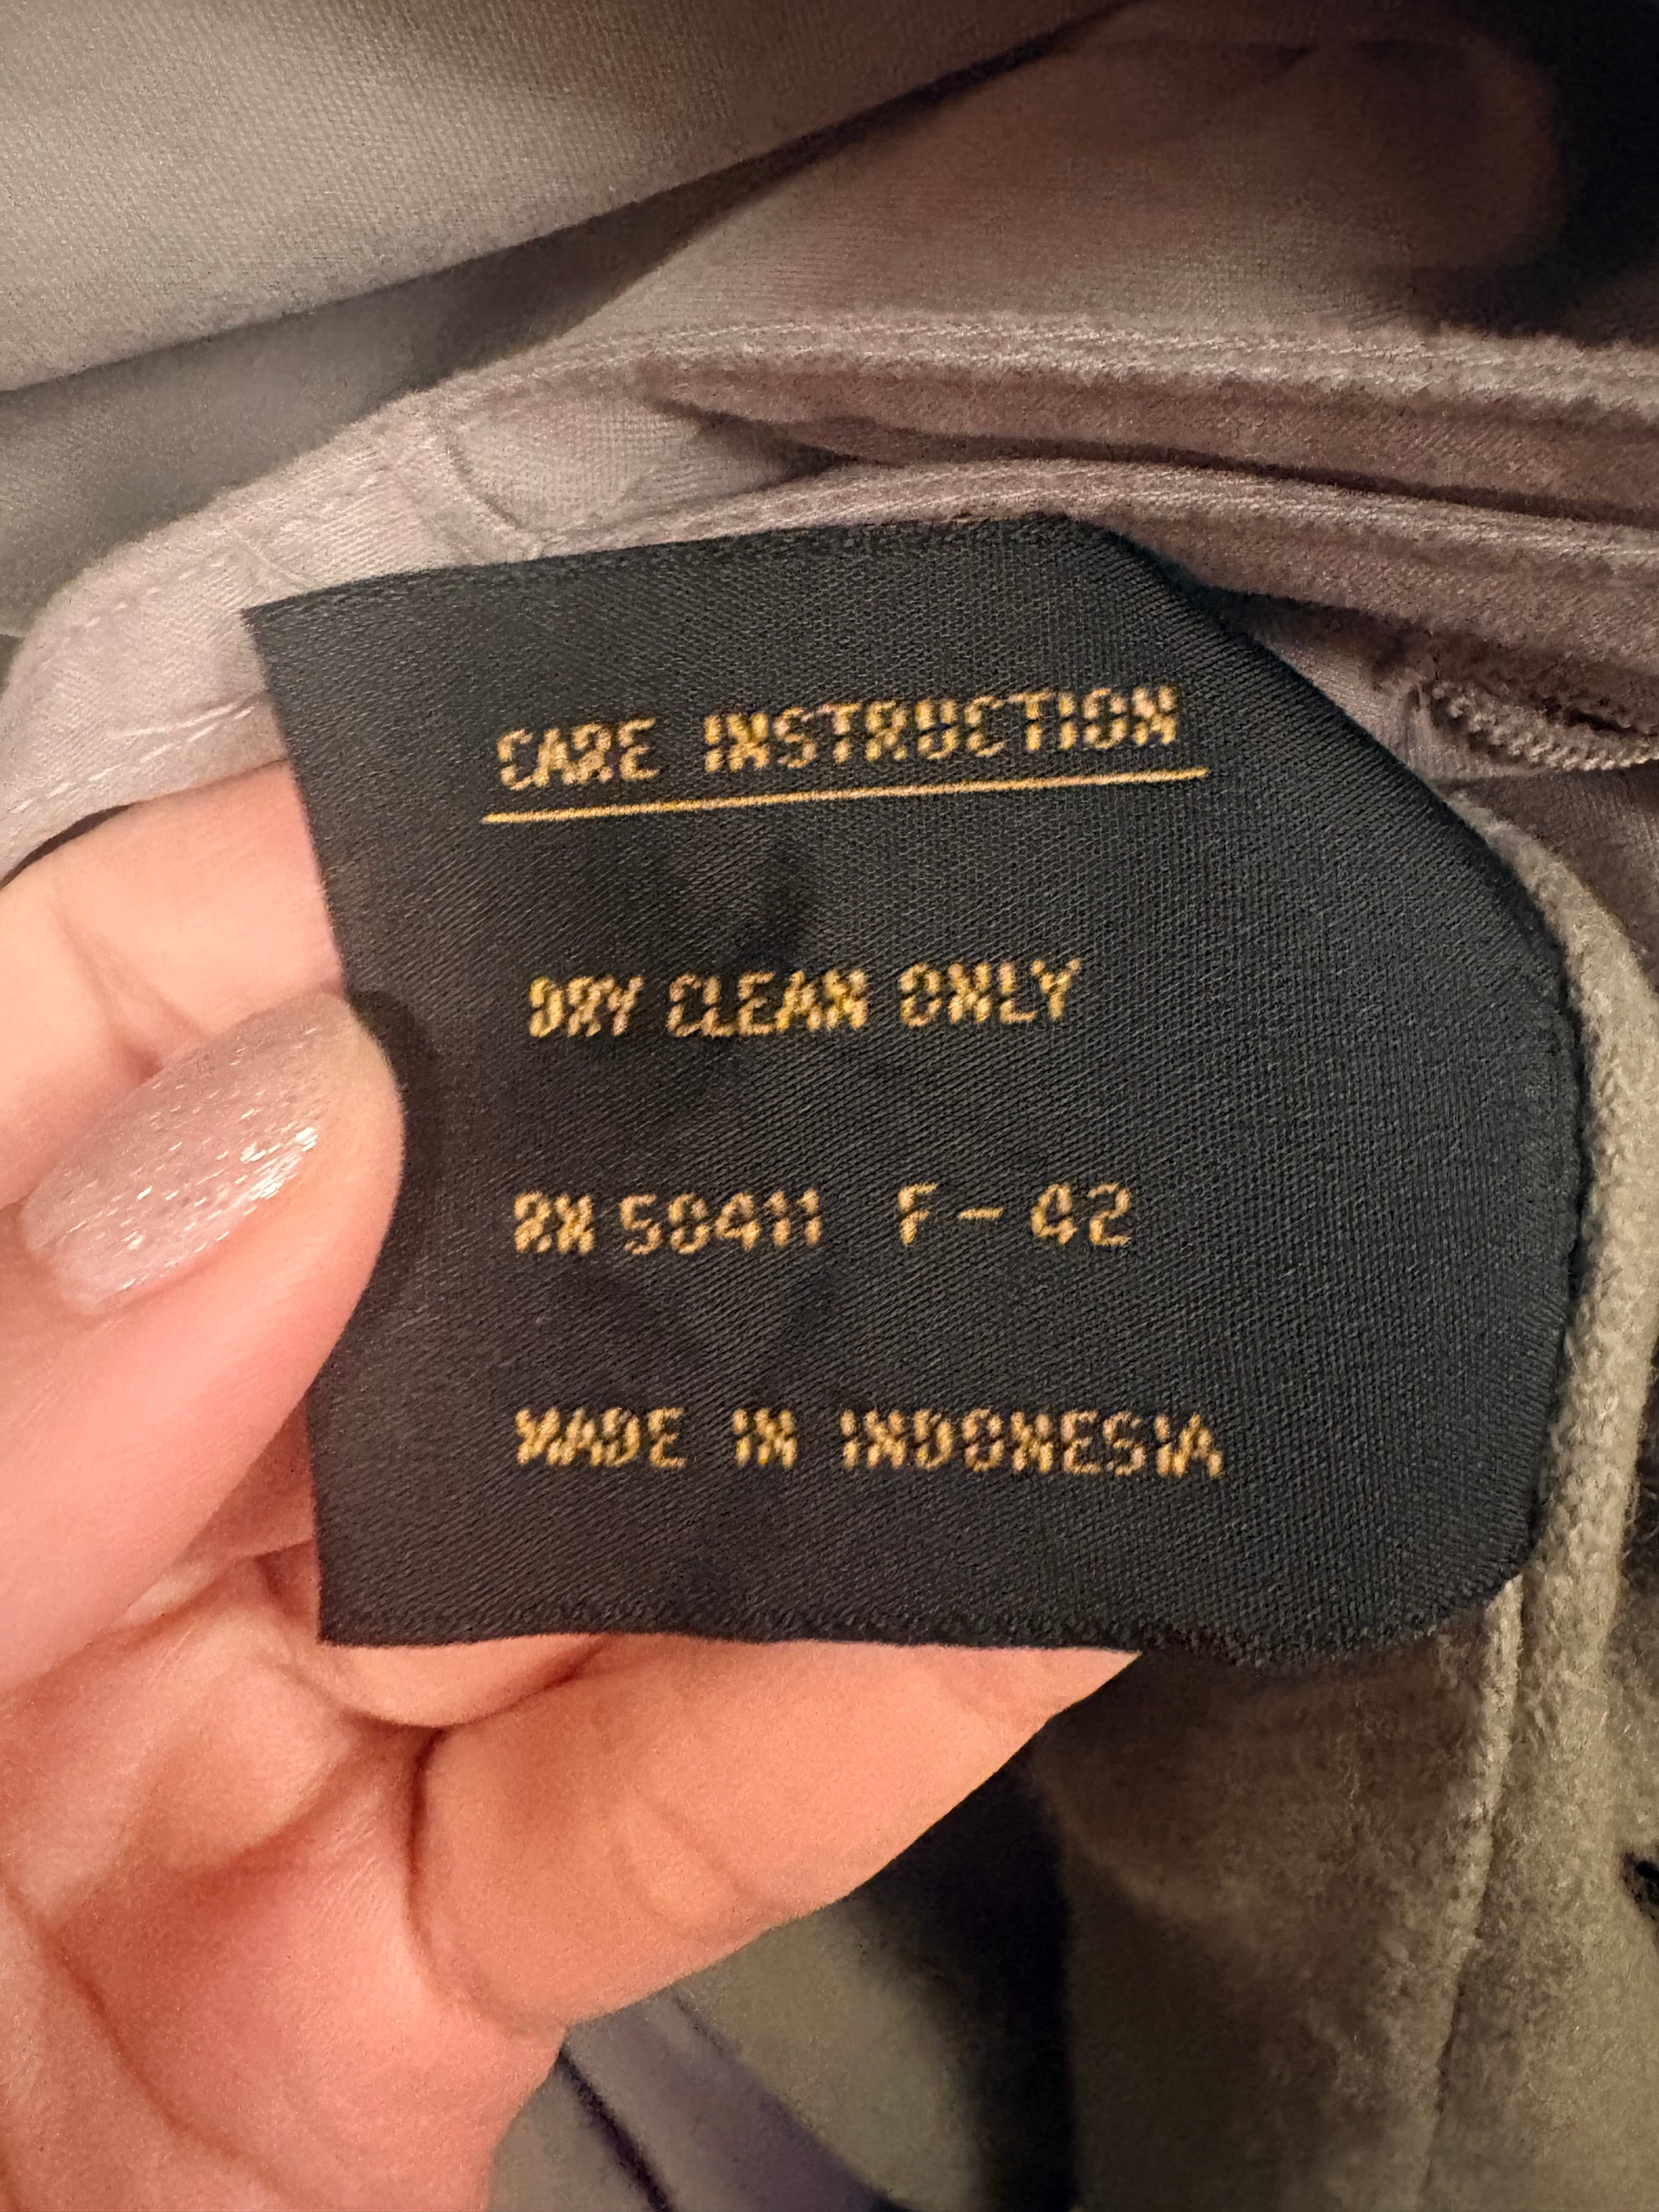 CARE INSTRUCTION
DRY CLEAN ONLY
RN 50411 F-42
MADE IN INDONESIA